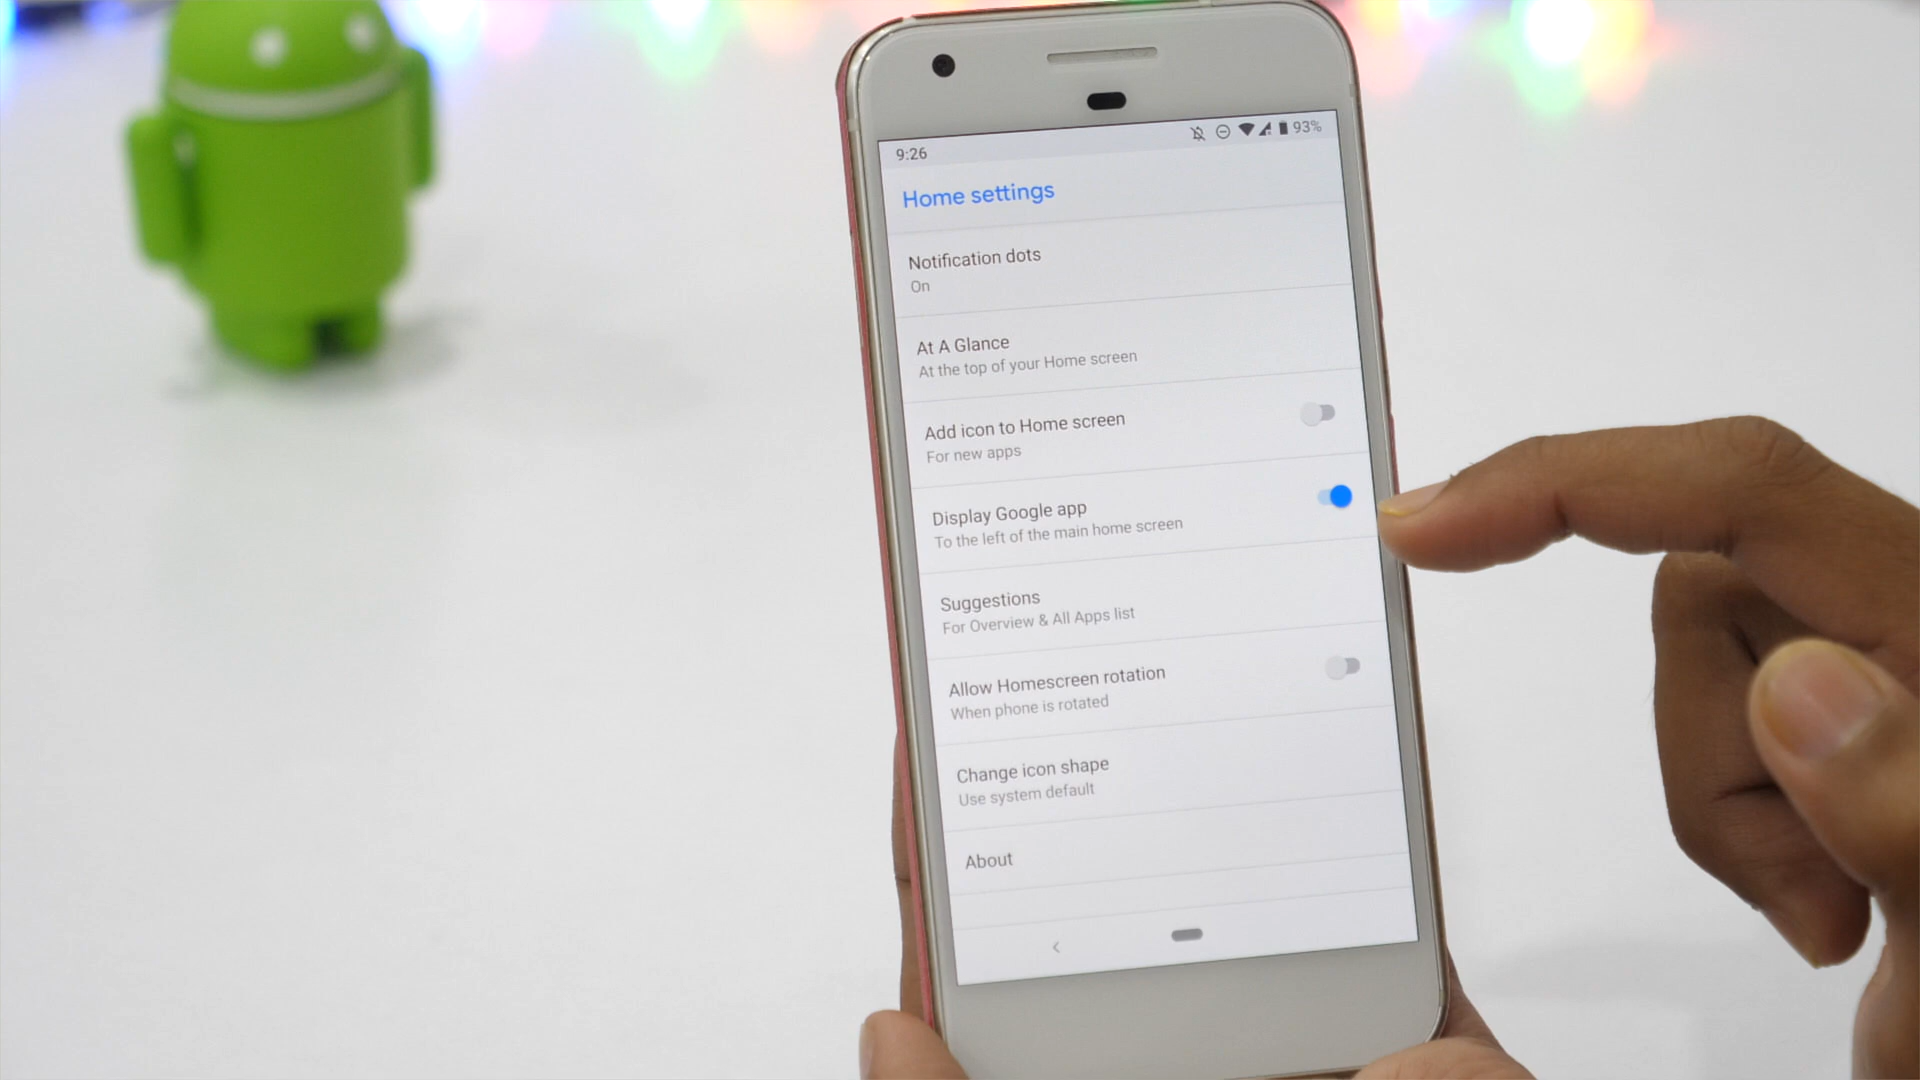 9:26
93%
Home settings
Notification dots
On
At A Glance
At the top of your Home screen
Add icon to Home screen
For new apps
Display Google app
To the left of the main home screen
Suggestions
For Overview & All Apps list
Allow Homescreen rotation
When phone is rotated
Change icon shape
Use system default
About